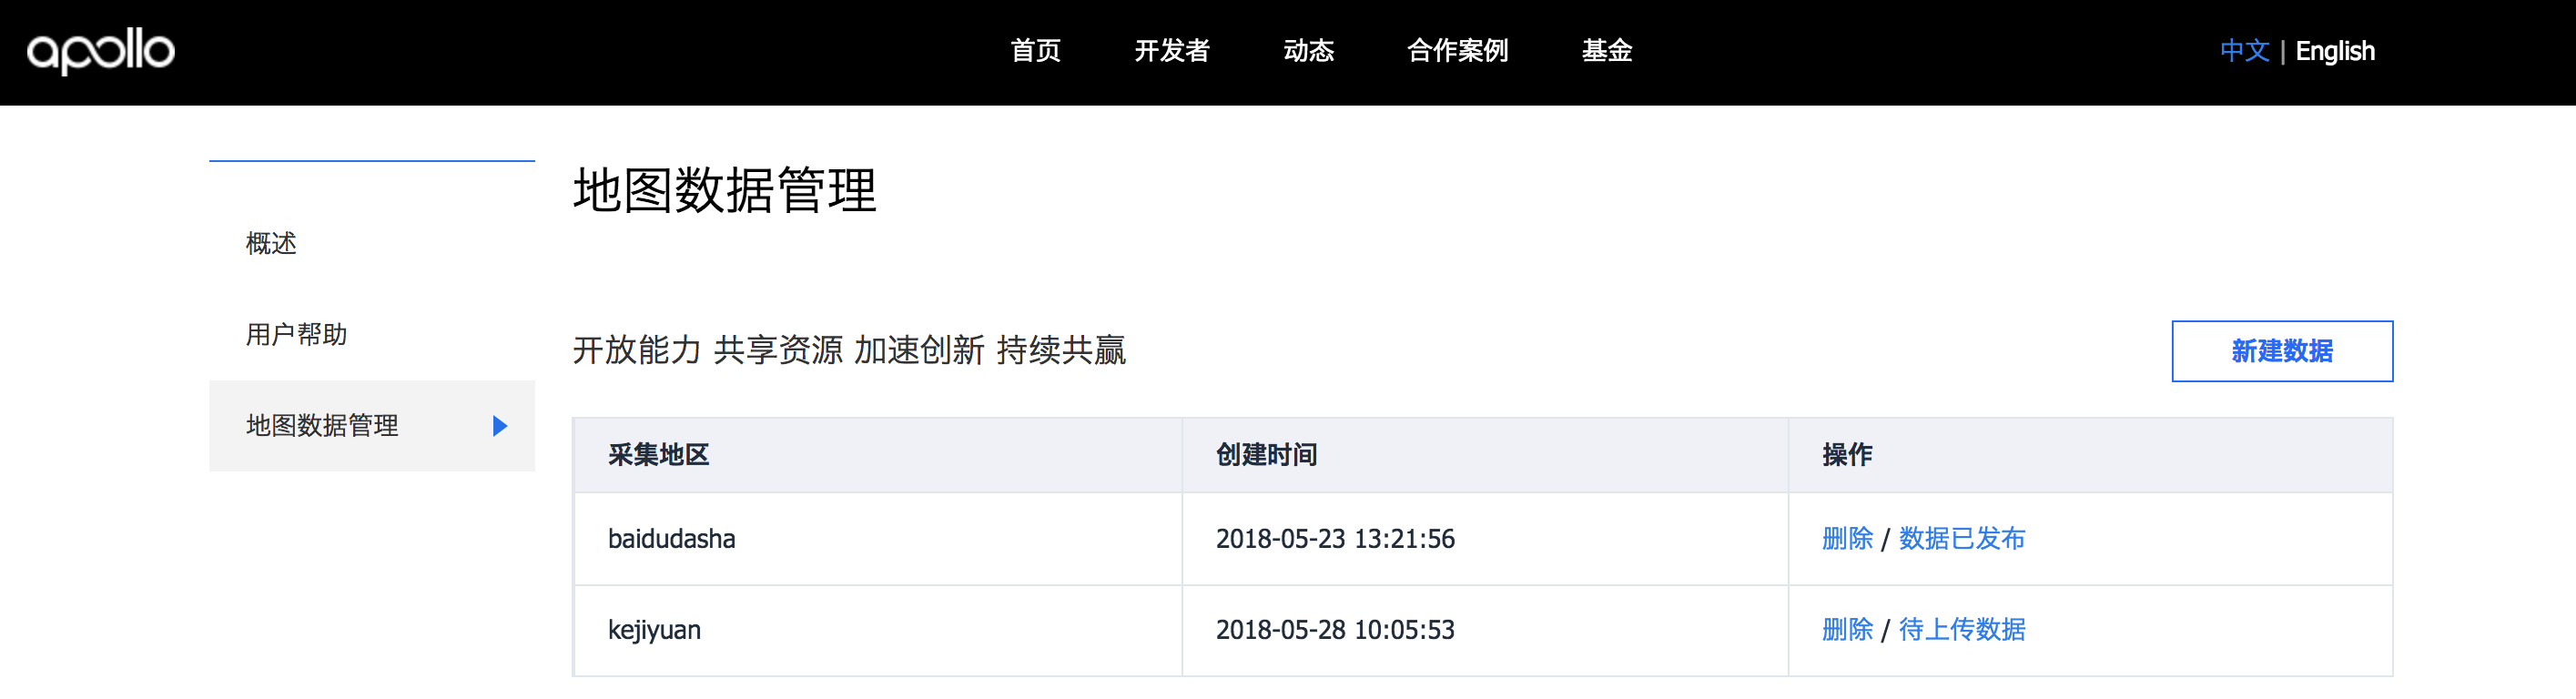 apollo 首页 开发者 动态 合作案例 基金 中文 | English
地图数据管理
概述
用户帮助
地图数据管理
开放能力 共享资源 加速创新 持续共赢
新建数据
采集地区 创建时间 操作
baidudasha 2018-05-23 13:21:56 删除 / 数据已发布
kejiyuan 2018-05-28 10:05:53 删除 / 待上传数据